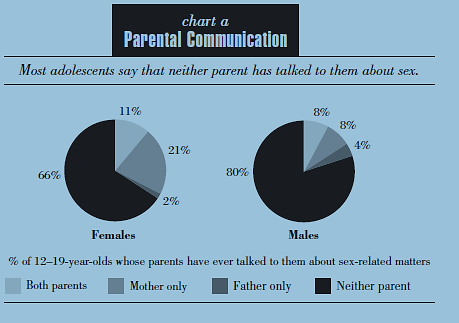 chart a
Parental Communication
Most adolescents say that neither parent has talked to them about sex.
11%
21%
2%
66%
Females
8%
8%
4%
80%
Males
% of 12–19-year-olds whose parents have ever talked to them about sex-related matters
Both parents
Mother only
Father only
Neither parent